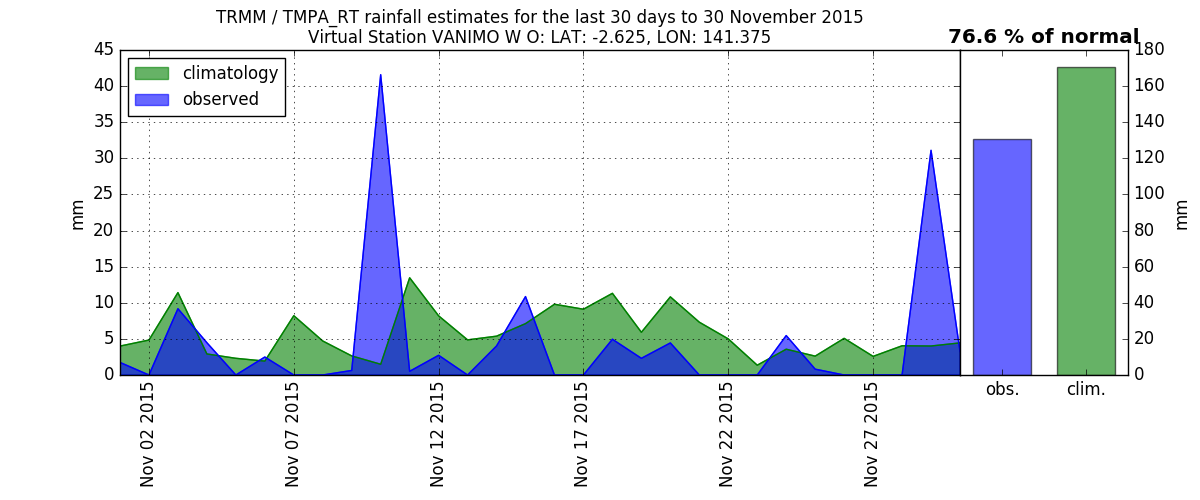 TRMM / TMPA_RT rainfall estimates for the last 30 days to 30 November 2015
Virtual Station VANIMO W O: LAT: -2.625, LON: 141.375
76.6 % of normal
climatology
observed
45
40
35
30
25
20
15
10
5
0
mm
Nov 02 2015
Nov 07 2015
Nov 12 2015
Nov 17 2015
Nov 22 2015
Nov 27 2015
obs.
clim.
180
160
140
120
100
80
60
40
20
0
mm